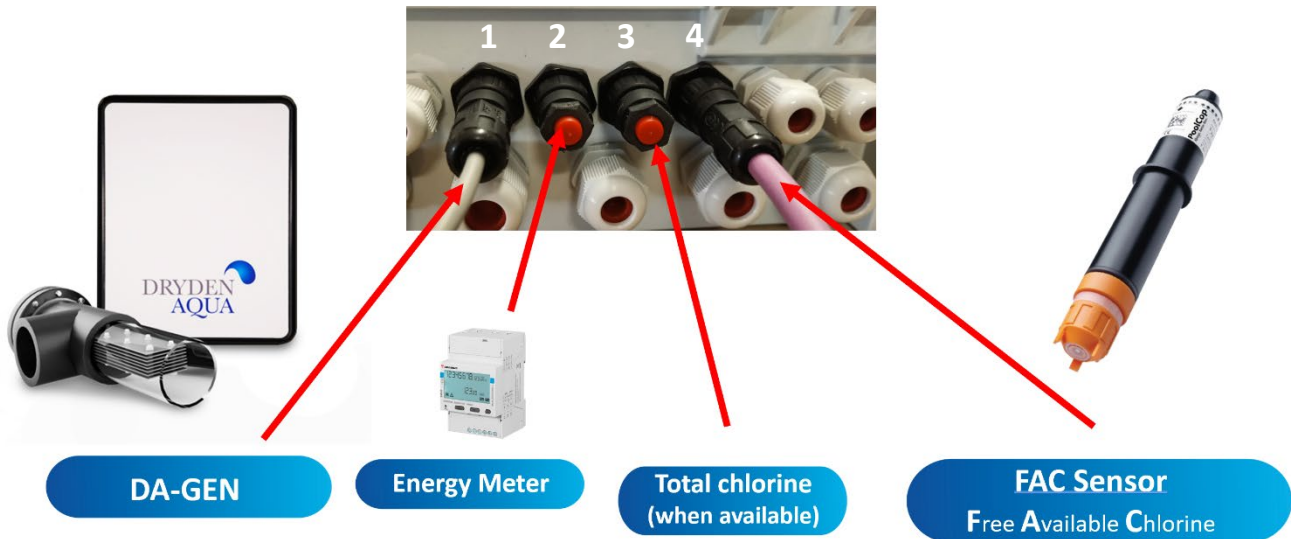 1 2 3 4
DRYDEN
AQUA
PoolCap
DA-GEN
Energy Meter
Total chlorine
(when available)
FAC Sensor
Free Available Chlorine